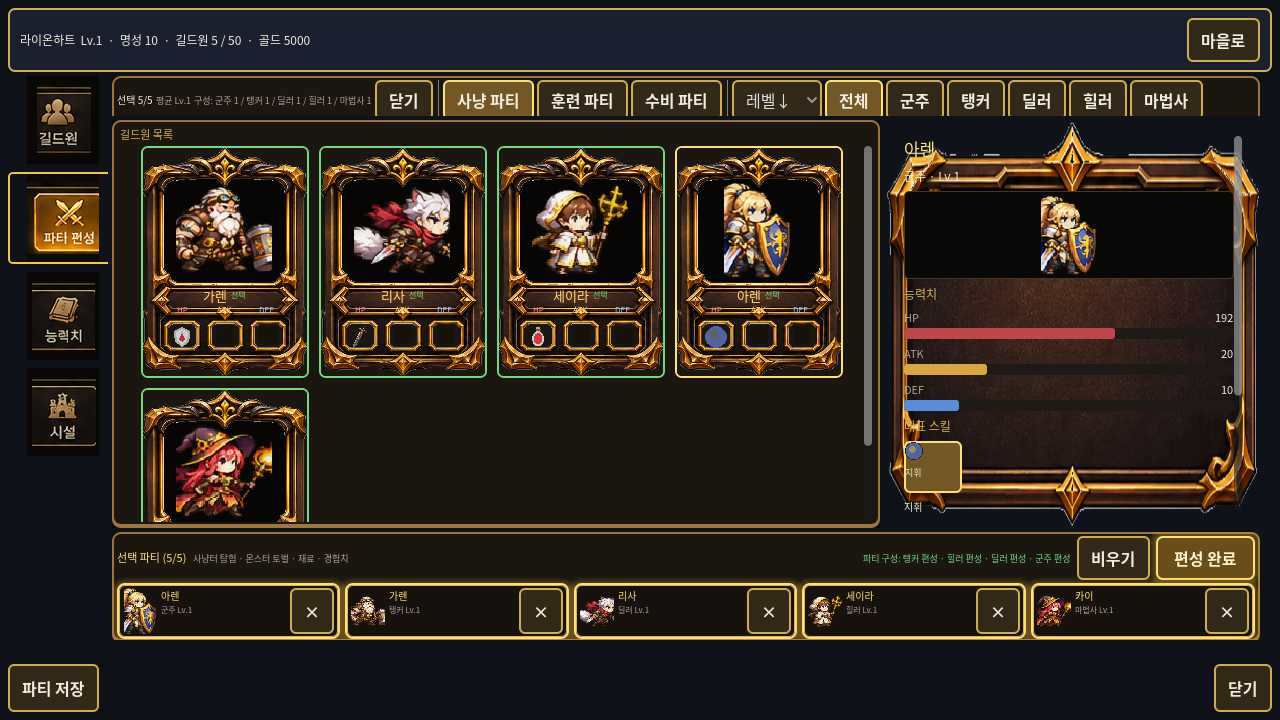 라이온하트 Lv.1 · 명성 10 · 길드원 5 / 50 · 골드 5000
마을로
길드원
파티 편성
능력치
시설
선택 5/5 평균 Lv.1 구성: 군주 1 / 탱커 1 / 딜러 1 / 힐러 1 / 마법사 1
닫기
사냥 파티
훈련 파티
수비 파티
레벨↓
전체
군주
탱커
딜러
힐러
마법사
길드원 목록
가렌 선택
HP ATK DEF
리사 선택
HP ATK DEF
세이라 선택
HP ATK DEF
아렌 선택
HP ATK DEF
아렌
군주 · Lv.1
능력치
HP 192
ATK 20
DEF 10
대표 스킬
지휘
지휘
선택 파티 (5/5) 사냥터 탐험 · 몬스터 토벌 · 재료 · 경험치
파티 구성: 탱커 편성 · 힐러 편성 · 딜러 편성 · 군주 편성
비우기
편성 완료
아렌
군주 Lv.1
×
가렌
탱커 Lv.1
×
리사
딜러 Lv.1
×
세이라
힐러 Lv.1
×
카이
마법사 Lv.1
×
파티 저장
닫기